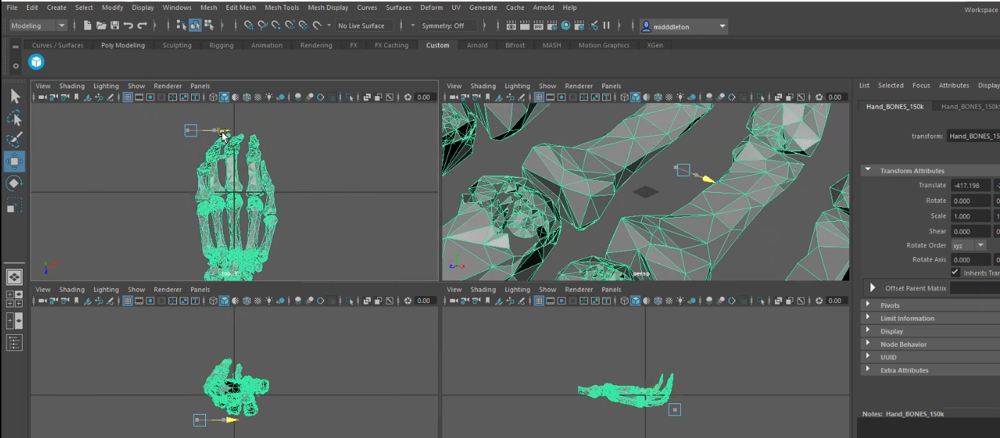 File Edit Create Select Modify Display Windows Mesh Edit Mesh Mesh Tools Mesh Display Curves Surfaces Deform UV Generate Cache Arnold Help
Workspace
Modeling No Live Surface Symmetry: Off midddleton
Curves / Surfaces Poly Modeling Sculpting Rigging Animation Rendering FX FX Caching Custom Arnold Bifrost MASH Motion Graphics XGen
View Shading Lighting Show Renderer Panels
0.00
top -Y
View Shading Lighting Show Renderer Panels
0.00
persp
View Shading Lighting Show Renderer Panels
0.00
View Shading Lighting Show Renderer Panels
0.00
List Selected Focus Attributes Display
Hand_BONES_150k Hand_BONES_150k
transform: Hand_BONES_15
Transform Attributes
Translate -417.198
Rotate 0.000 0
Scale 1.000 1
Shear 0.000 0
Rotate Order xyz
Rotate Axis 0.000 0
Inherits Tran
Offset Parent Matrix
Pivots
Limit Information
Display
Node Behavior
UUID
Extra Attributes
Notes: Hand_BONES_150k